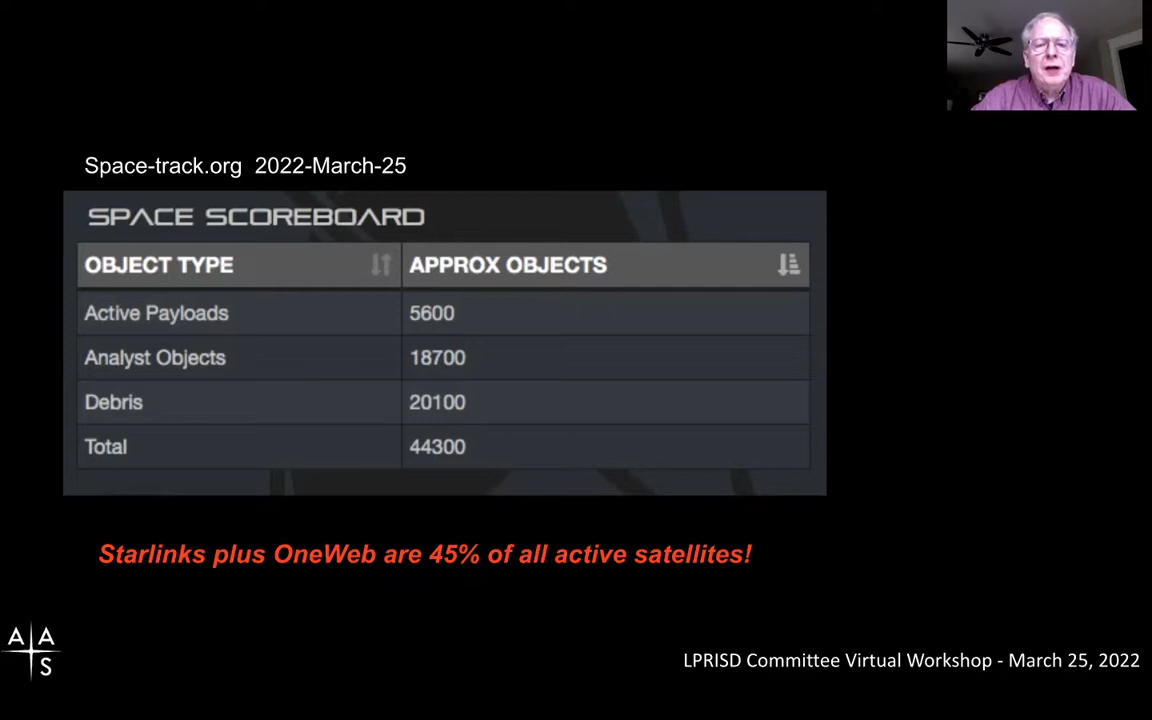 Space-track.org 2022-March-25
SPACE SCOREBOARD
OBJECT TYPE APPROX OBJECTS
Active Payloads 5600
Analyst Objects 18700
Debris 20100
Total 44300
Starlinks plus OneWeb are 45% of all active satellites!
A A
S
LPRISD Committee Virtual Workshop - March 25, 2022